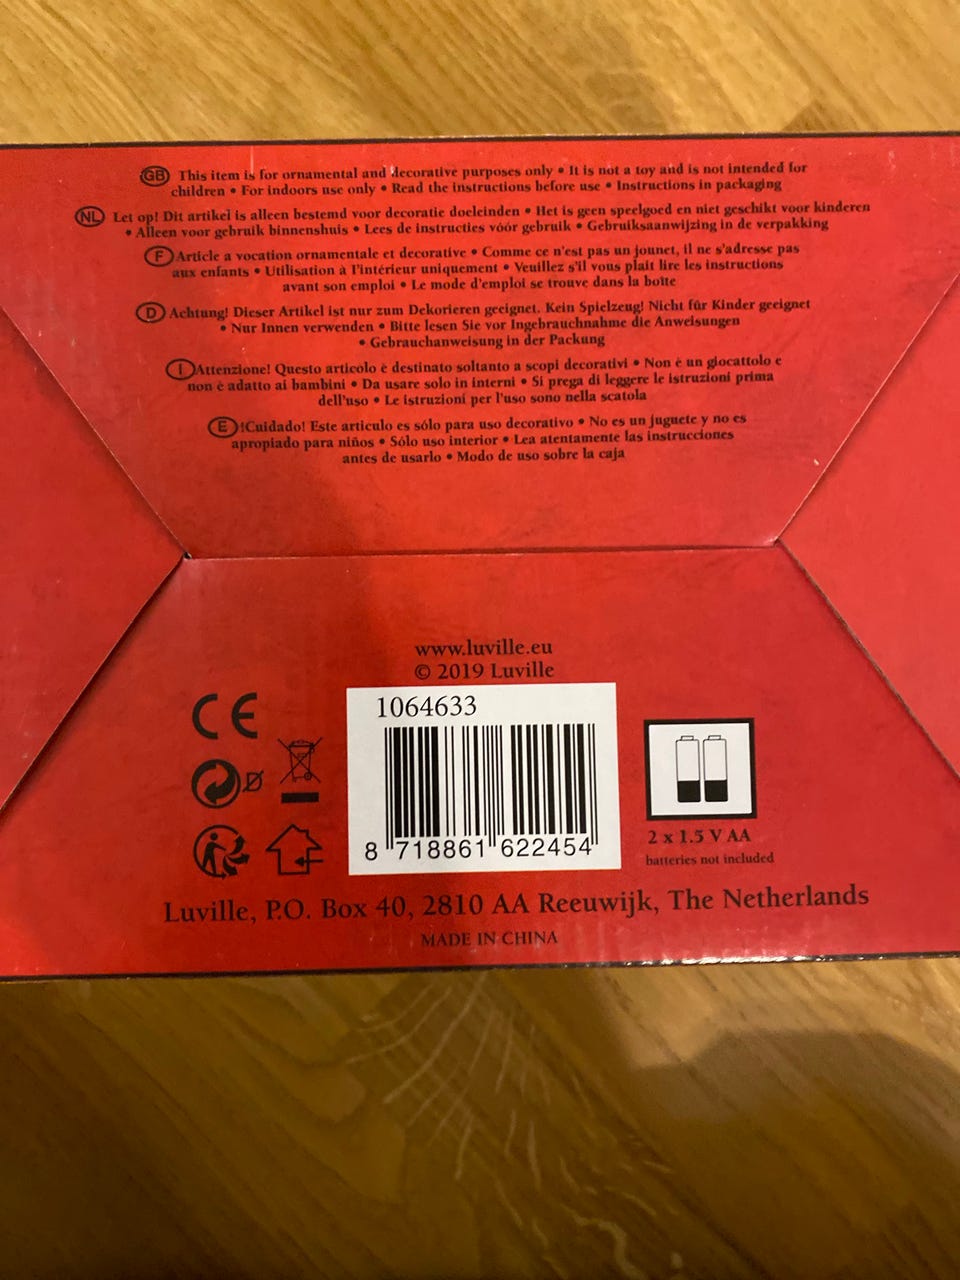 GB This item is for ornamental and decorative purposes only • It is not a toy and is not intended for
children • For indoors use only • Read the instructions before use • Instructions in packaging
NL Let op! Dit artikel is alleen bestemd voor decoratie doeleinden • Het is geen speelgoed en niet geschikt voor kinderen
• Alleen voor gebruik binnenshuis • Lees de instructies vóór gebruik • Gebruiksaanwijzing in de verpakking
F Article a vocation ornementale et decorative • Comme ce n'est pas un jounet, il ne s'adresse pas
aux enfants • Utilisation à l'intérieur uniquement • Veuillez s'il vous plait lire les instructions
avant son emploi • Le mode d'emploi se trouve dans la boîte
D Achtung! Dieser Artikel ist nur zum Dekorieren geeignet. Kein Spielzeug! Nicht für Kinder geeignet
• Nur Innen verwenden • Bitte lesen Sie vor Ingebrauchnahme die Anweisungen
• Gebrauchanweisung in der Packung
I Attenzione! Questo articolo è destinato soltanto a scopi decorativi • Non è un giocattolo e
non è adatto ai bambini • Da usare solo in interni • Si prega di leggere le istruzioni prima
dell'uso • Le istruzioni per l'uso sono nella scatola
E !Cuidado! Este articulo es sólo para uso decorativo • No es un juguete y no es
apropiado para niños • Sólo uso interior • Lea atentamente las instrucciones
antes de usarlo • Modo de uso sobre la caja
www.luville.eu
© 2019 Luville
CE
1064633
8 718861 622454
2 x 1.5 V AA
batteries not included
Luville, P.O. Box 40, 2810 AA Reeuwijk, The Netherlands
MADE IN CHINA